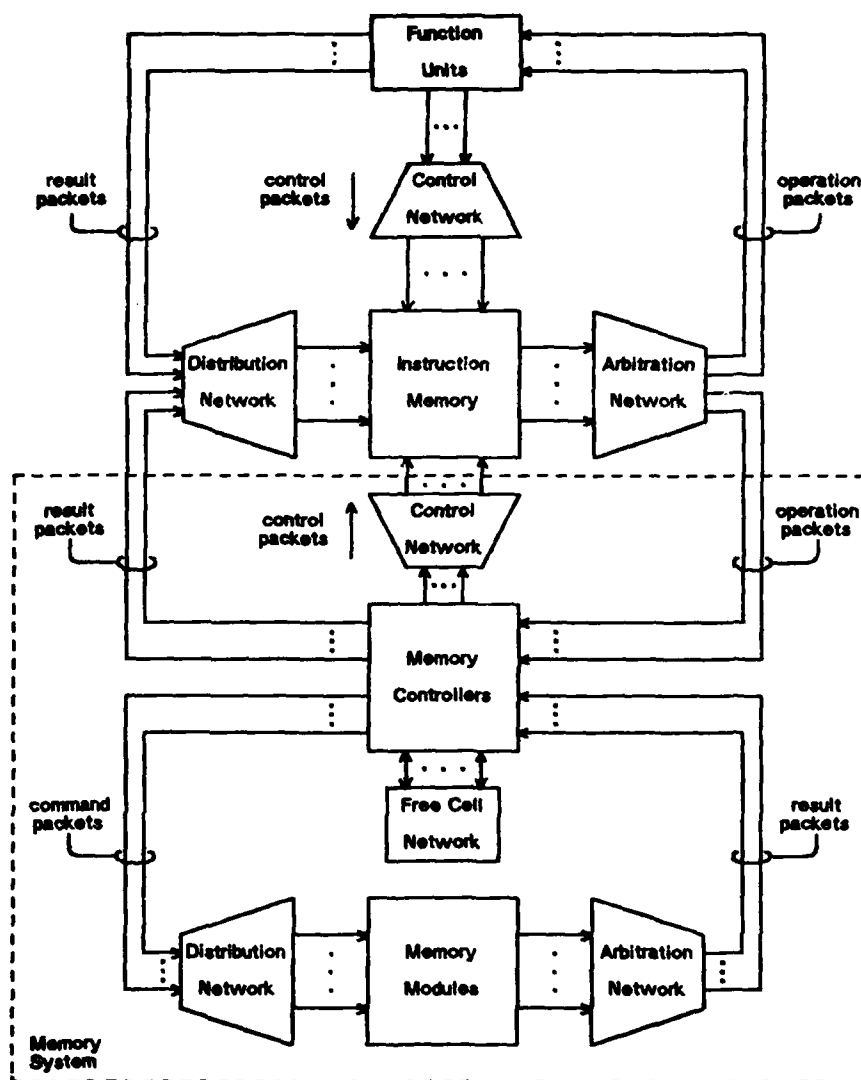 Function
Units
result
packets
control
packets
Control
Network
operation
packets
Distribution
Network
Instruction
Memory
Arbitration
Network
result
packets
control
packets
Control
Network
operation
packets
Memory
Controllers
command
packets
Free Cell
Network
result
packets
Distribution
Network
Memory
Modules
Arbitration
Network
Memory
System